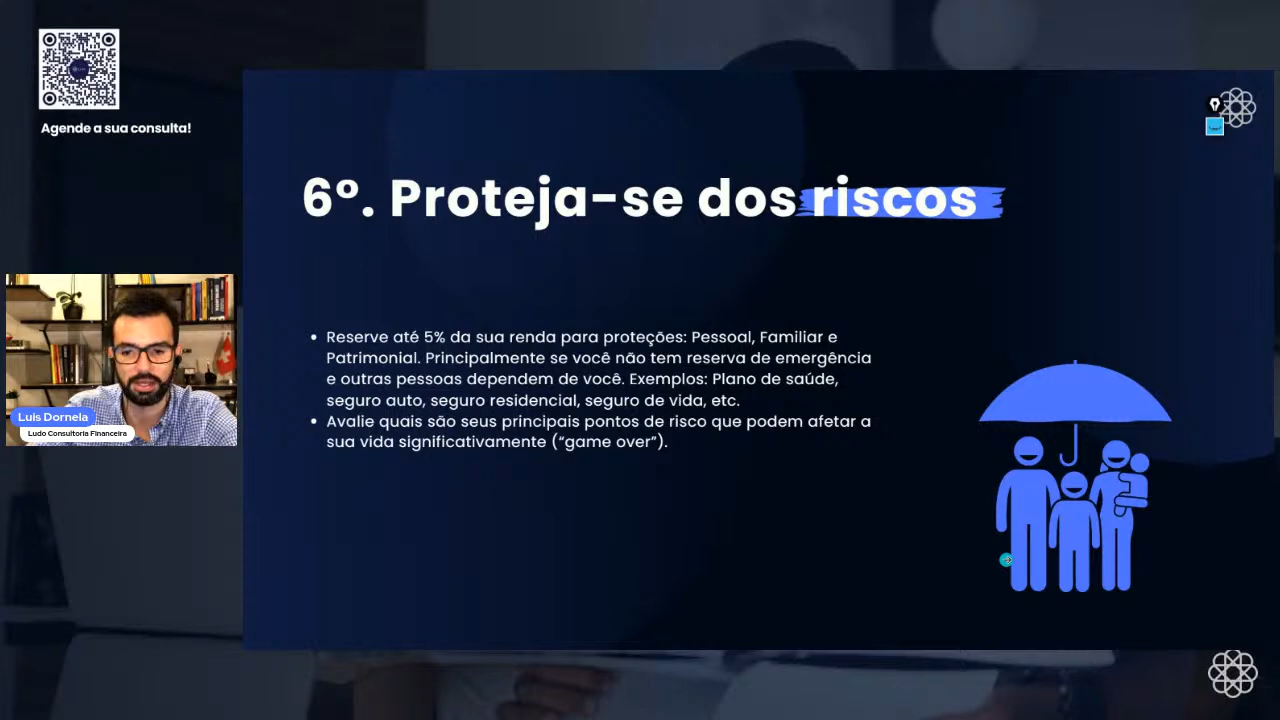 Agende a sua consulta!
6º. Proteja-se dos riscos
Luis Dornela
Ludo Consultoria Financeira
• Reserve até 5% da sua renda para proteções: Pessoal, Familiar e
Patrimonial. Principalmente se você não tem reserva de emergência
e outras pessoas dependem de você. Exemplos: Plano de saúde,
seguro auto, seguro residencial, seguro de vida, etc.
• Avalie quais são seus principais pontos de risco que podem afetar a
sua vida significativamente (“game over”).